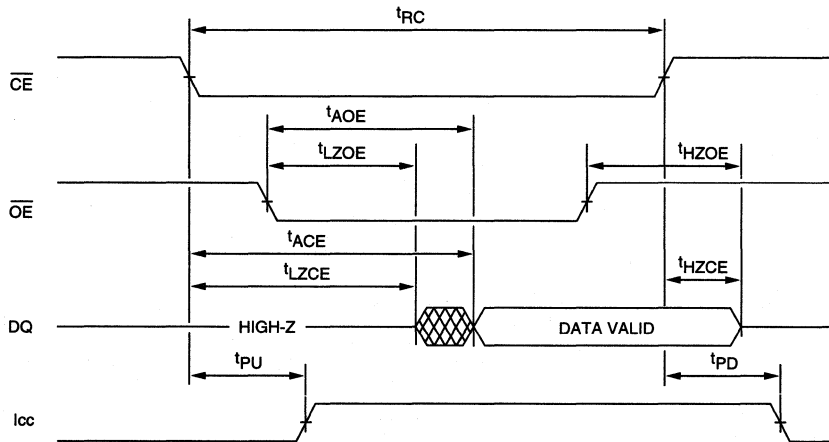 tRC
CE
tAOE
tLZOE
tHZOE
OE
tACE
tLZCE
tHZCE
DQ
HIGH-Z
DATA VALID
tPU
tPD
Icc